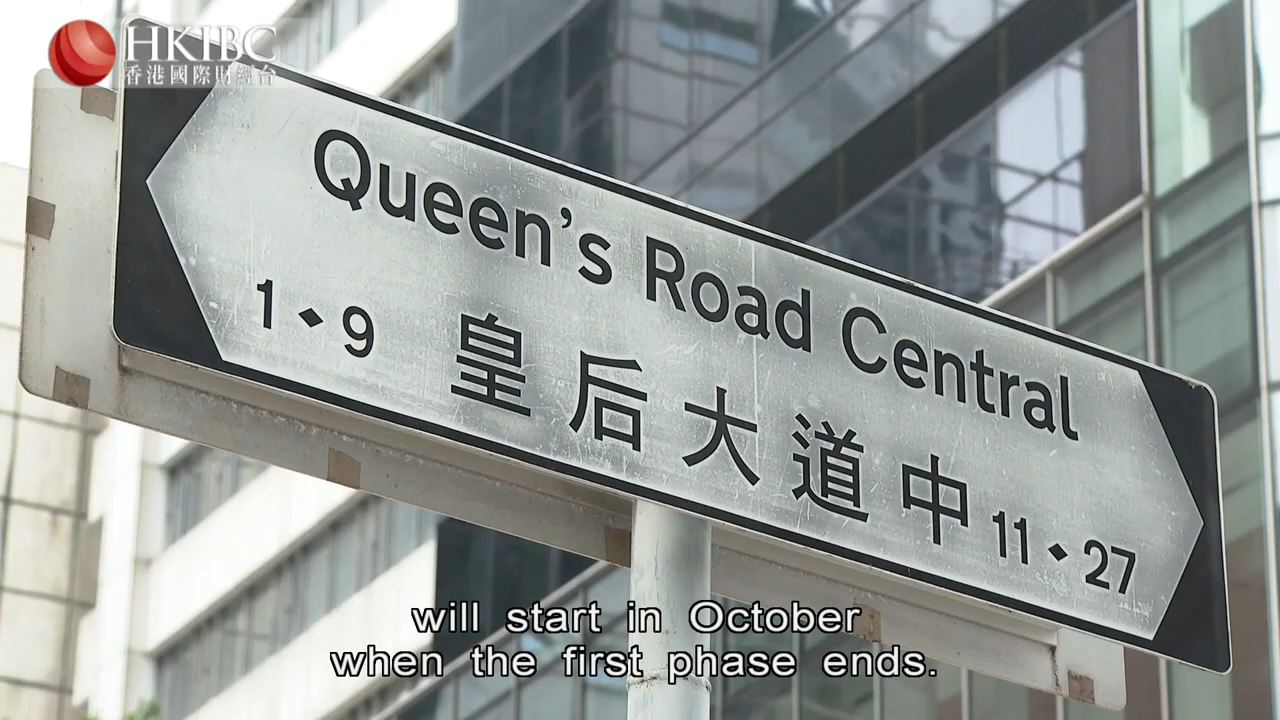 HKIBC
香港國際財經台
Queen's Road Central
1◆9 皇后大道中 11◆27
will start in October
when the first phase ends.